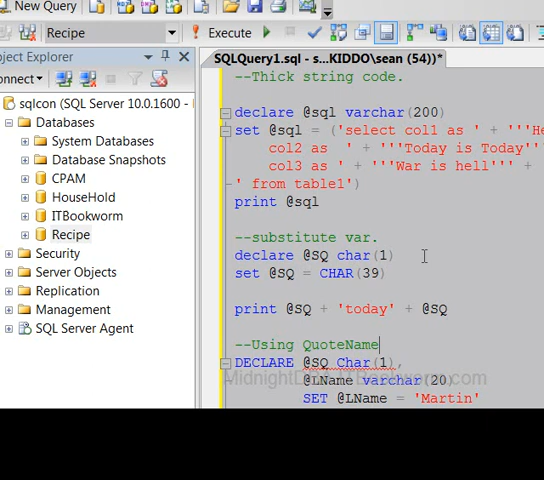 New Query
Recipe
Execute
Object Explorer
Connect
sqlcon (SQL Server 10.0.1600 -
Databases
System Databases
Database Snapshots
CPAM
HouseHold
ITBookworm
Recipe
Security
Server Objects
Replication
Management
SQL Server Agent
SQLQuery1.sql - s...KIDDO\sean (54))*
--Thick string code.
declare @sql varchar(200)
set @sql = ('select col1 as ' + '''He
col2 as  ' + '''Today is Today'''
col3 as ' + '''War is hell''' +
' from table1')
print @sql
--substitute var.
declare @SQ char(1)
set @SQ = CHAR(39)
print @SQ + 'today' + @SQ
--Using QuoteName
DECLARE @SQ Char(1),
@LName varchar(20)
SET @LName = 'Martin'